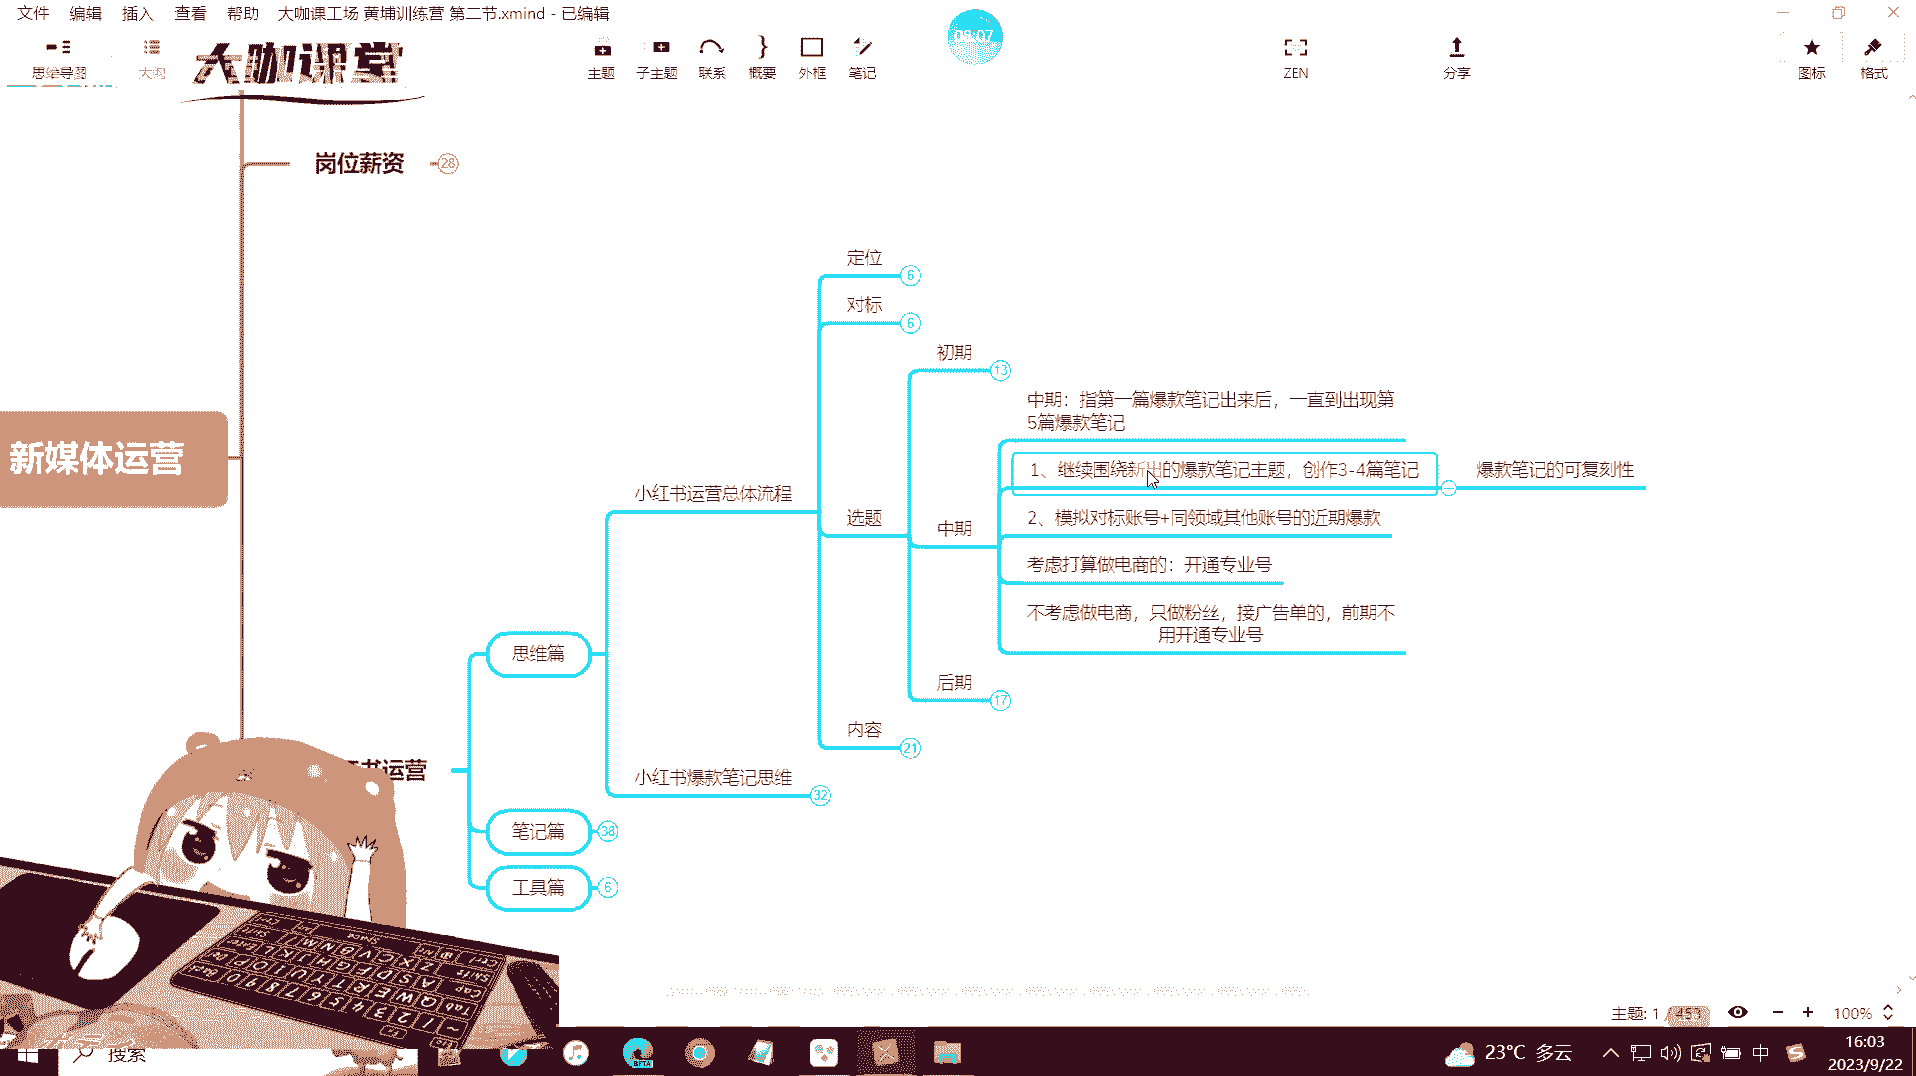 文件 编辑 插入 查看 帮助 大咖课工场 黄埔训练营 第二节.xmind - 已编辑
思维导图
大咖课堂
主题 子主题 联系 概要 外框 笔记
ZEN
分享
图标 格式
岗位薪资 28
定位 6
对标 6
初期 13
中期：指第一篇爆款笔记出来后，一直到出现第
5篇爆款笔记
1、继续围绕新出的爆款笔记主题，创作3-4篇笔记
爆款笔记的可复刻性
新媒体运营
小红书运营总体流程
选题
中期
2、模拟对标账号+同领域其他账号的近期爆款
考虑打算做电商的：开通专业号
不考虑做电商，只做粉丝，接广告单的，前期不
用开通专业号
思维篇
后期 17
内容 21
书运营
小红书爆款笔记思维 32
笔记篇 38
工具篇 6
主题: 1 / 453
100%
搜索
BETA
23°C 多云
中
16:03
2023/9/22